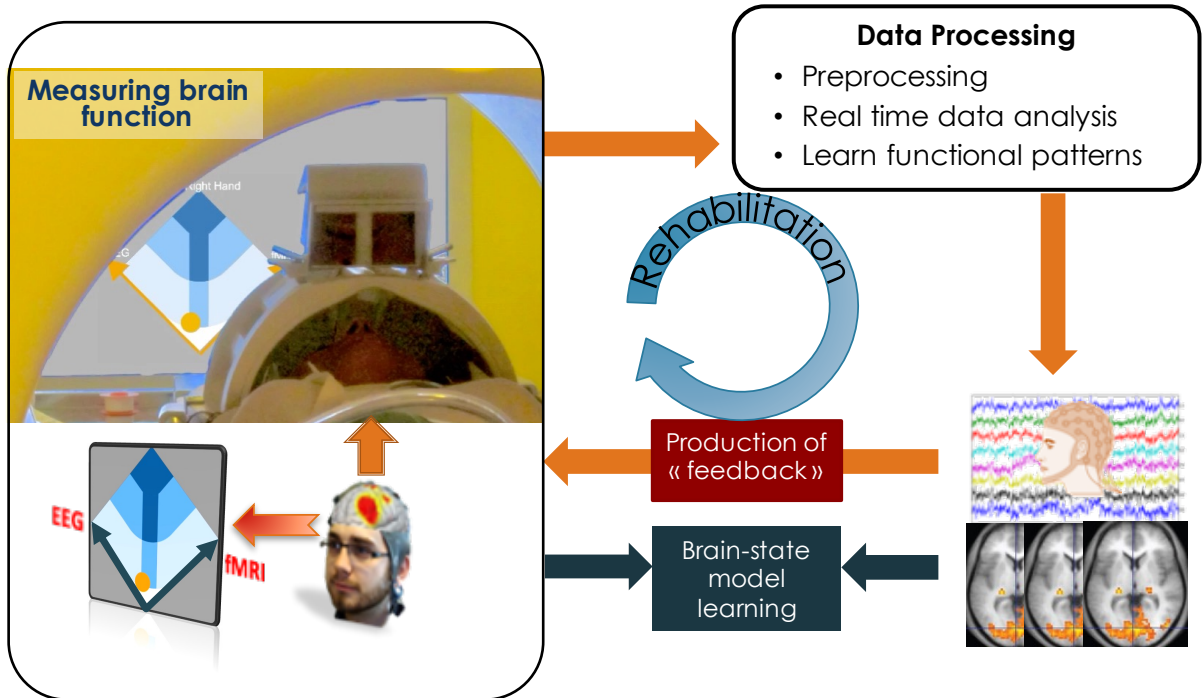 Measuring brain
function
Right Hand
Data Processing
• Preprocessing
• Real time data analysis
• Learn functional patterns
Rehabilitation
Production of
« feedback »
EEG
fMRI
Brain-state
model
learning